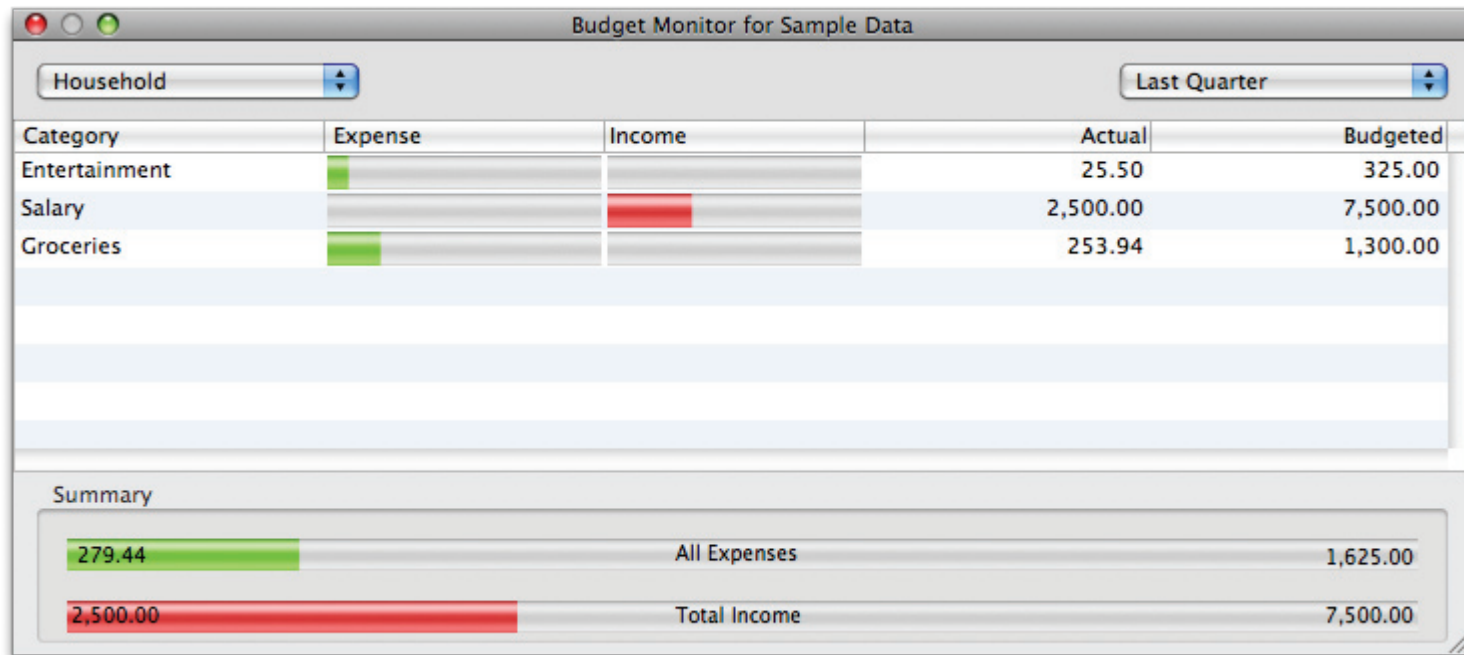 Budget Monitor for Sample Data
Household Last Quarter
Category Expense Income Actual Budgeted
Entertainment 25.50 325.00
Salary 2,500.00 7,500.00
Groceries 253.94 1,300.00
Summary
279.44 All Expenses 1,625.00
2,500.00 Total Income 7,500.00